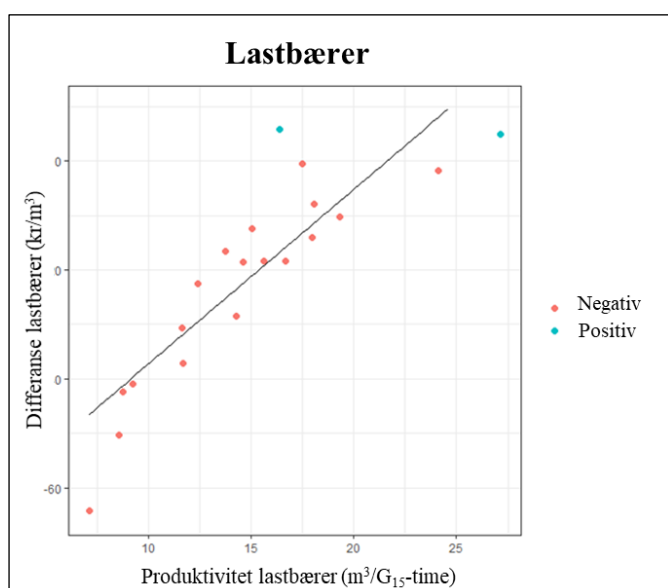 Lastbærer
Differanse lastbærer (kr/m³)
0
0
0
-60
10
15
20
25
Produktivitet lastbærer (m³/G₁₅-time)
Negativ
Positiv